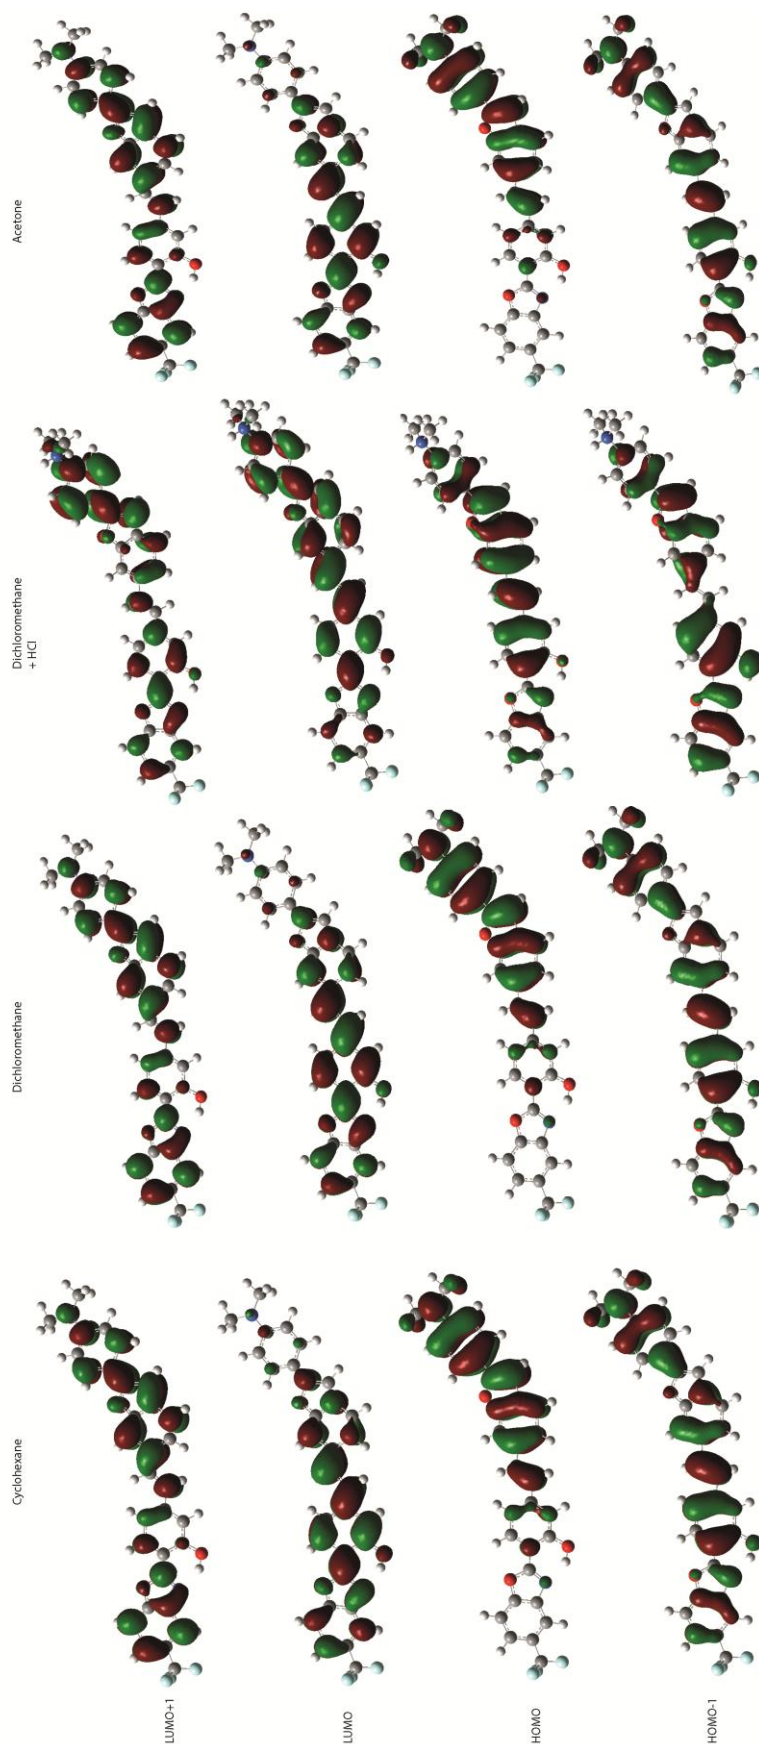 Cyclohexane
Dichloromethane
Dichloromethane
+ HCl
Acetone
LUMO+1
LUMO
HOMO
HOMO-1